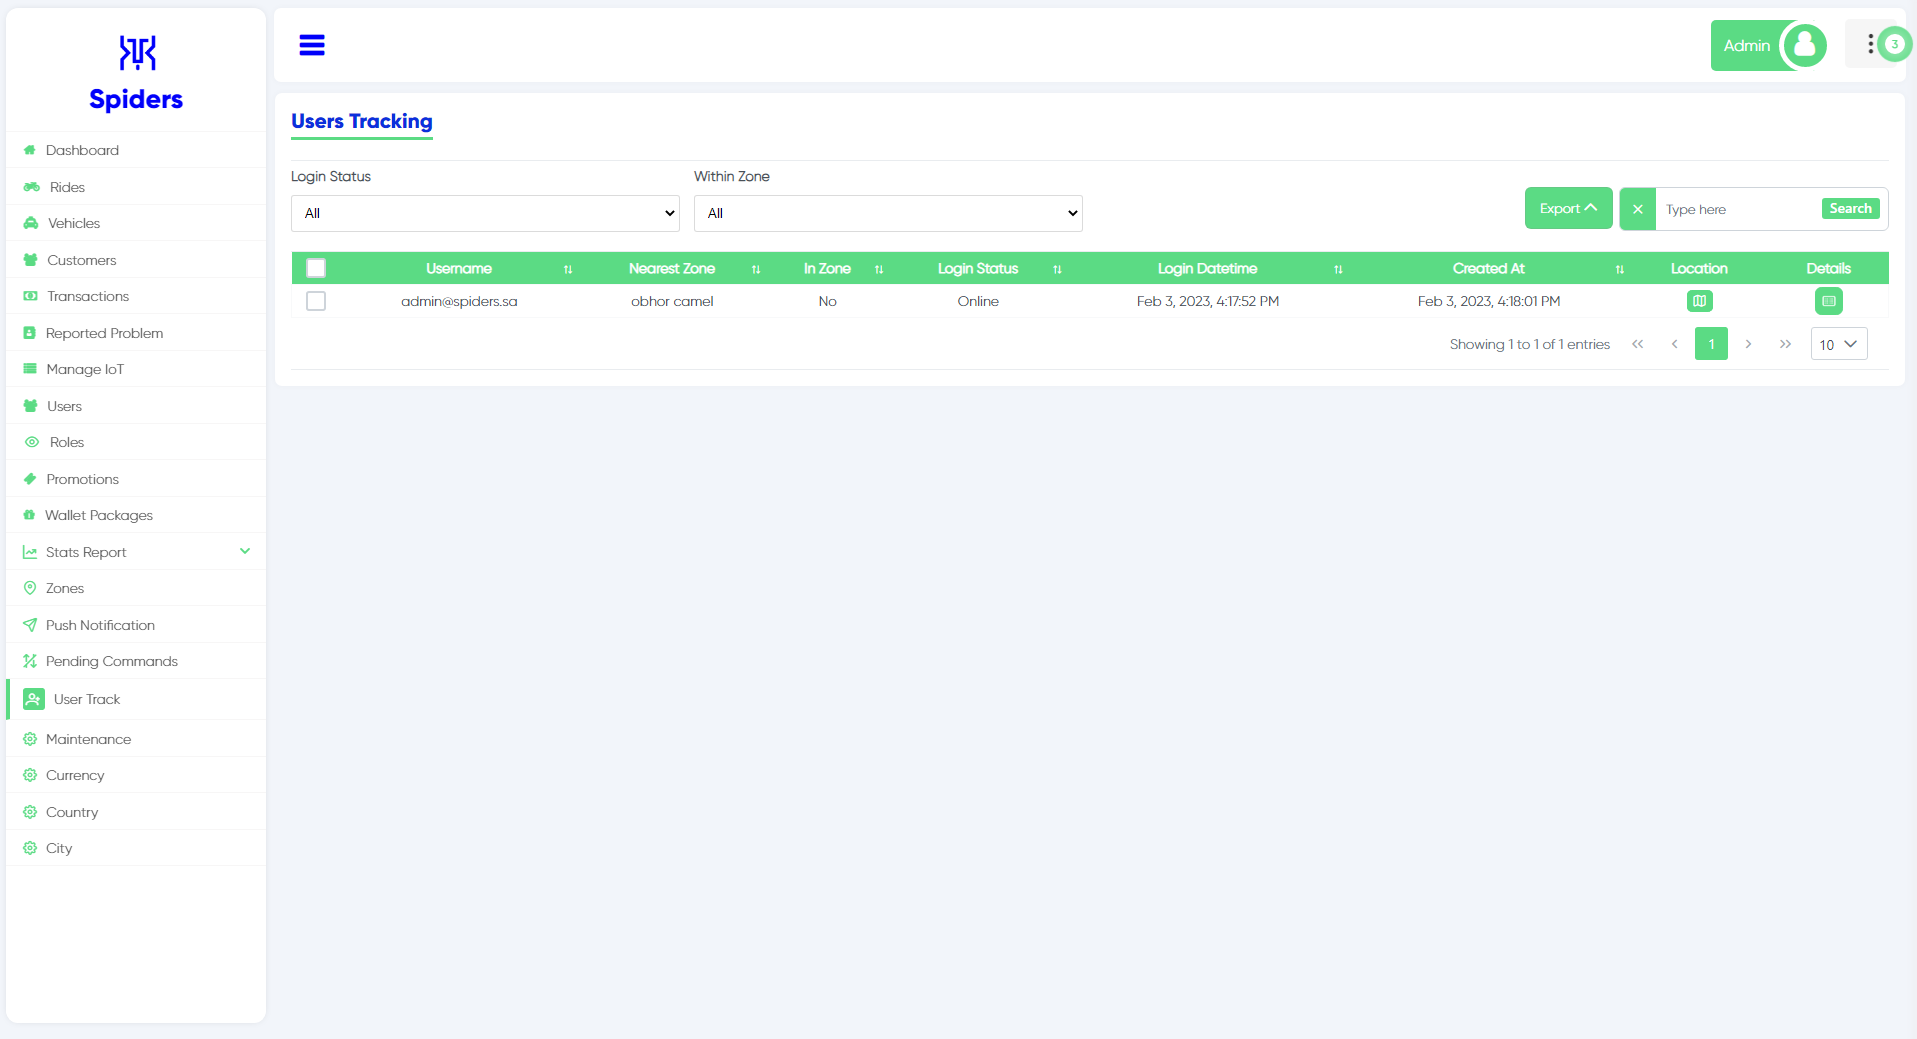 Spiders
Dashboard
Rides
Vehicles
Customers
Transactions
Reported Problem
Manage IoT
Users
Roles
Promotions
Wallet Packages
Stats Report
Zones
Push Notification
Pending Commands
User Track
Maintenance
Currency
Country
City
Admin
3
Users Tracking
Login Status
Within Zone
All
All
Export
Type here
Search
Username Nearest Zone In Zone Login Status Login Datetime Created At Location Details
admin@spiders.sa obhor camel No Online Feb 3, 2023, 4:17:52 PM Feb 3, 2023, 4:18:01 PM
Showing 1 to 1 of 1 entries 1 10